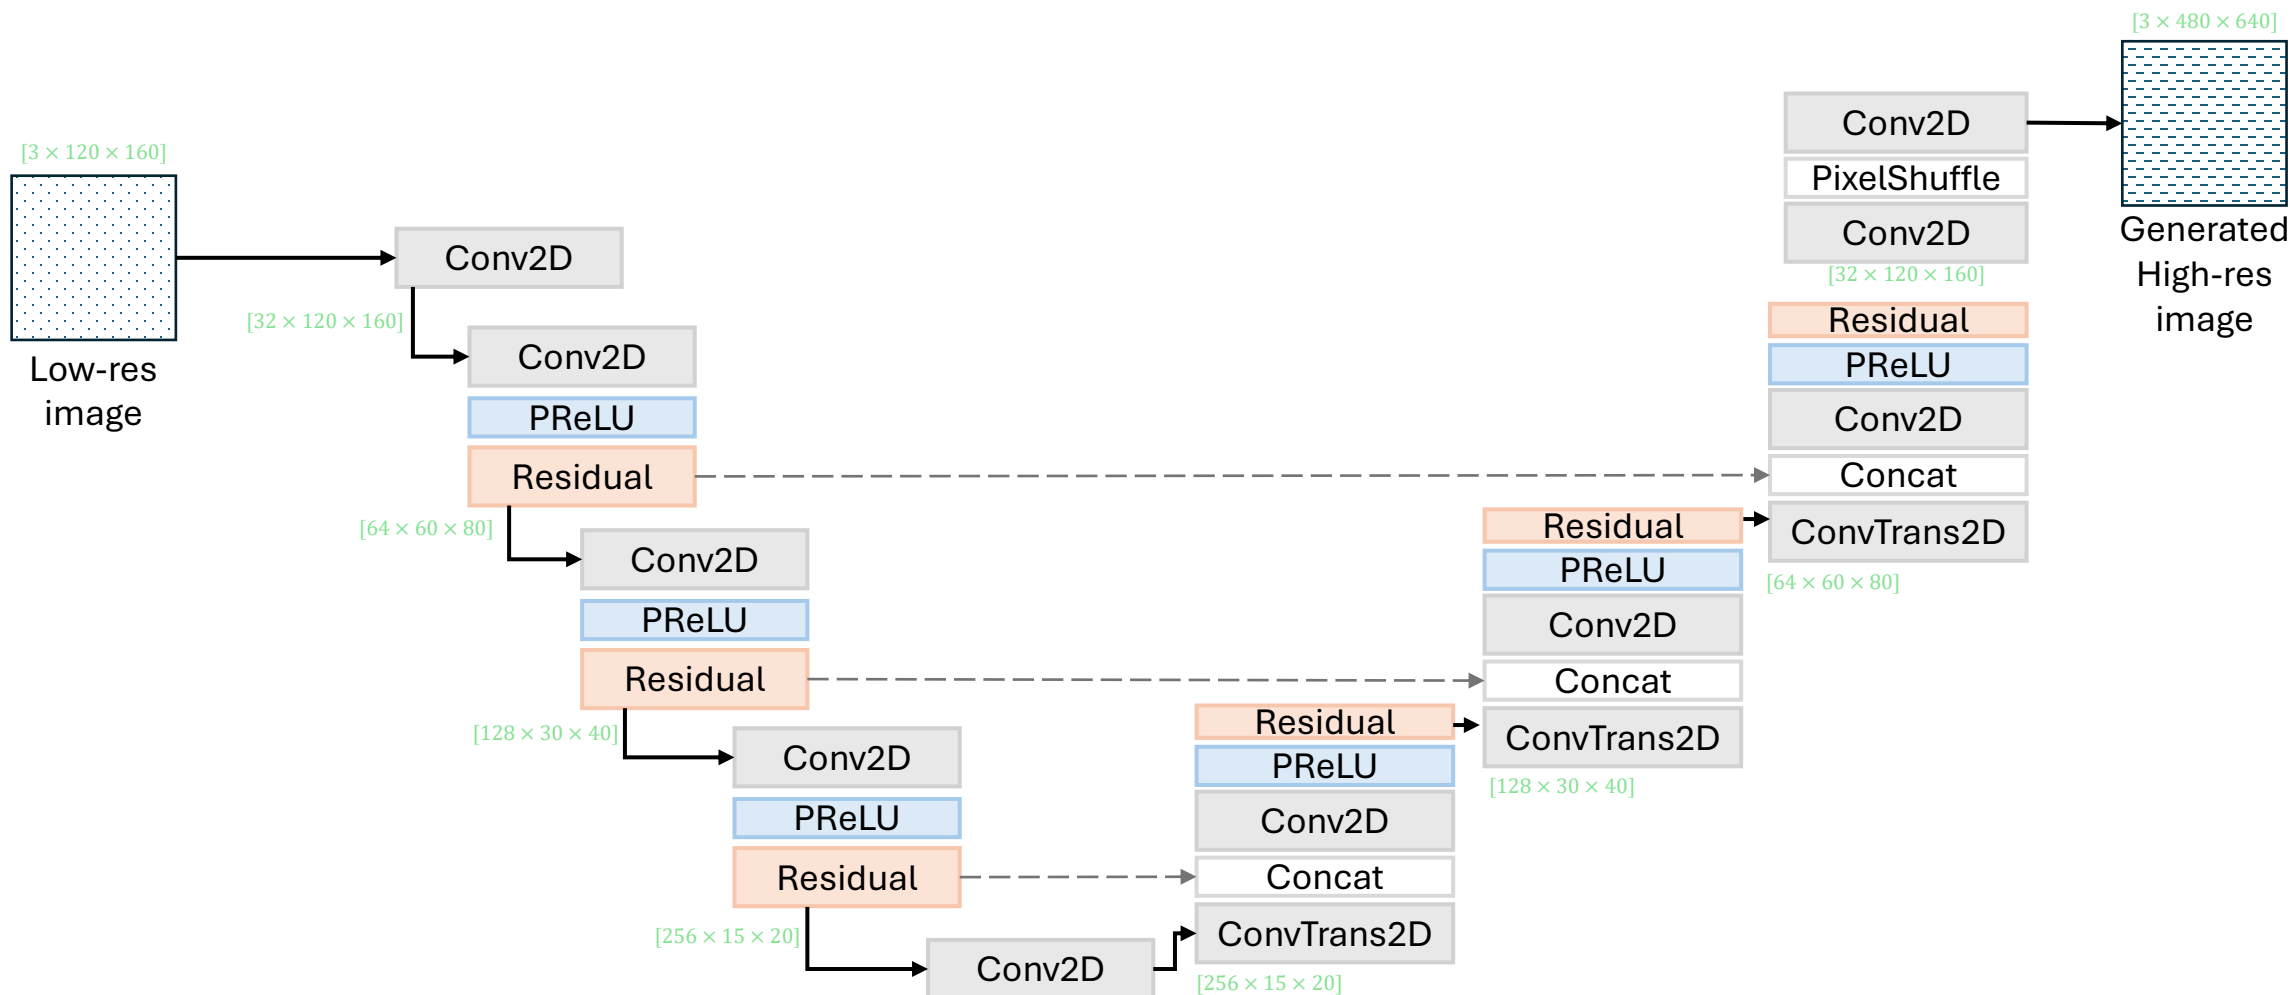 [3 × 120 × 160]
Low-res
image
Conv2D
[32 × 120 × 160]
Conv2D
PReLU
Residual
[64 × 60 × 80]
Conv2D
PReLU
Residual
[128 × 30 × 40]
Conv2D
PReLU
Residual
[256 × 15 × 20]
Conv2D
Residual
PReLU
Conv2D
Concat
ConvTrans2D
[256 × 15 × 20]
Residual
PReLU
Conv2D
Concat
ConvTrans2D
[128 × 30 × 40]
Conv2D
PixelShuffle
Conv2D
[32 × 120 × 160]
Residual
PReLU
Conv2D
Concat
ConvTrans2D
[64 × 60 × 80]
[3 × 480 × 640]
Generated
High-res
image